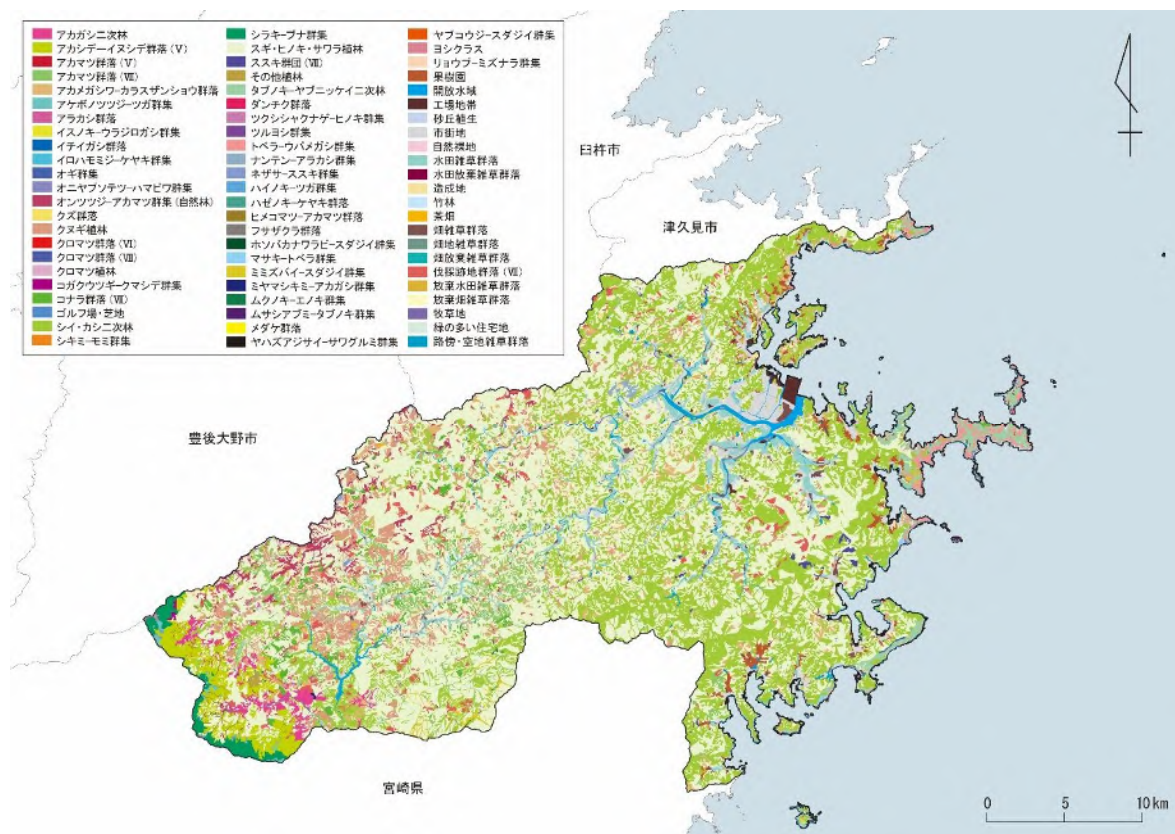 アカガシ二次林
アカシデーイヌシデ群落(Ⅴ)
アカマツ群落(Ⅴ)
アカマツ群落(Ⅶ)
アカメガシワーカラスザンショウ群落
アケボノツツジーツガ群集
アラカシ群落
イスノキーウラジロガシ群集
イチイガシ群落
イロハモミジーケヤキ群集
オギ群集
オニヤブソテツーハマビワ群集
オンツツジーアカマツ群集(自然林)
クズ群落
クヌギ植林
クロマツ群落(Ⅵ)
クロマツ群落(Ⅶ)
クロマツ植林
コガクウツギークマシデ群集
コナラ群落(Ⅶ)
ゴルフ場・芝地
シイ・カシ二次林
シキミーモミ群集
シラキーブナ群集
スギ・ヒノキ・サワラ植林
ススキ群団(Ⅶ)
その他植林
タブノキーヤブニッケイ二次林
ダンチク群落
ツクシシャクナゲーヒノキ群集
ツルヨシ群集
トベラーウバメガシ群集
ナンテンーアラカシ群集
ネザサーススキ群集
ハイノキーツガ群集
ハゼノキーケヤキ群落
ヒメコマツーアカマツ群落
フサザクラ群落
ホソバカナワラビースダジイ群集
マサキートベラ群集
ミミズバイースダジイ群集
ミヤマシキミーアカガシ群集
ムクノキーエノキ群集
ムサシアブミータブノキ群集
メダケ群落
ヤハズアジサイーサワグルミ群集
ヤブコウジースダジイ群集
ヨシクラス
リョウブーミズナラ群集
果樹園
開放水域
工場地帯
砂丘植生
市街地
自然裸地
水田雑草群落
水田放棄雑草群落
造成地
竹林
茶畑
畑雑草群落
畑地雑草群落
畑放棄雑草群落
伐採跡地群落(Ⅶ)
放棄水田雑草群落
放棄畑雑草群落
牧草地
緑の多い住宅地
路傍・空地雑草群落
臼杵市
津久見市
豊後大野市
宮崎県
0 5 10km